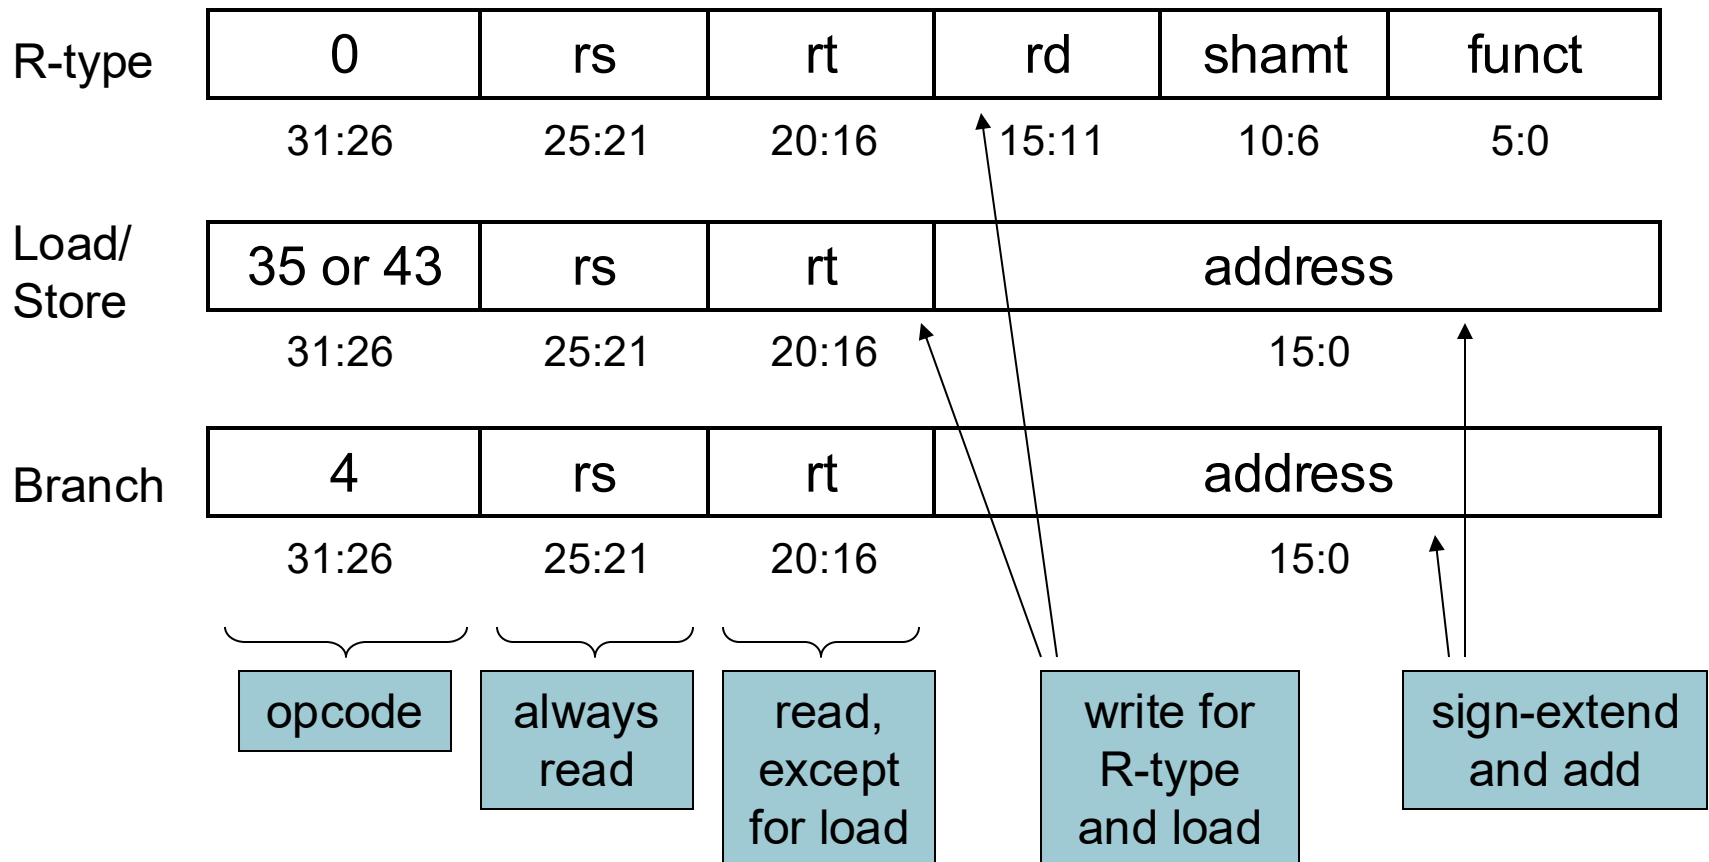 R-type 0 rs rt rd shamt funct
31:26 25:21 20:16 15:11 10:6 5:0
Load/
Store
35 or 43 rs rt address
31:26 25:21 20:16 15:0
Branch 4 rs rt address
31:26 25:21 20:16 15:0
opcode
always
read
read,
except
for load
write for
R-type
and load
sign-extend
and add